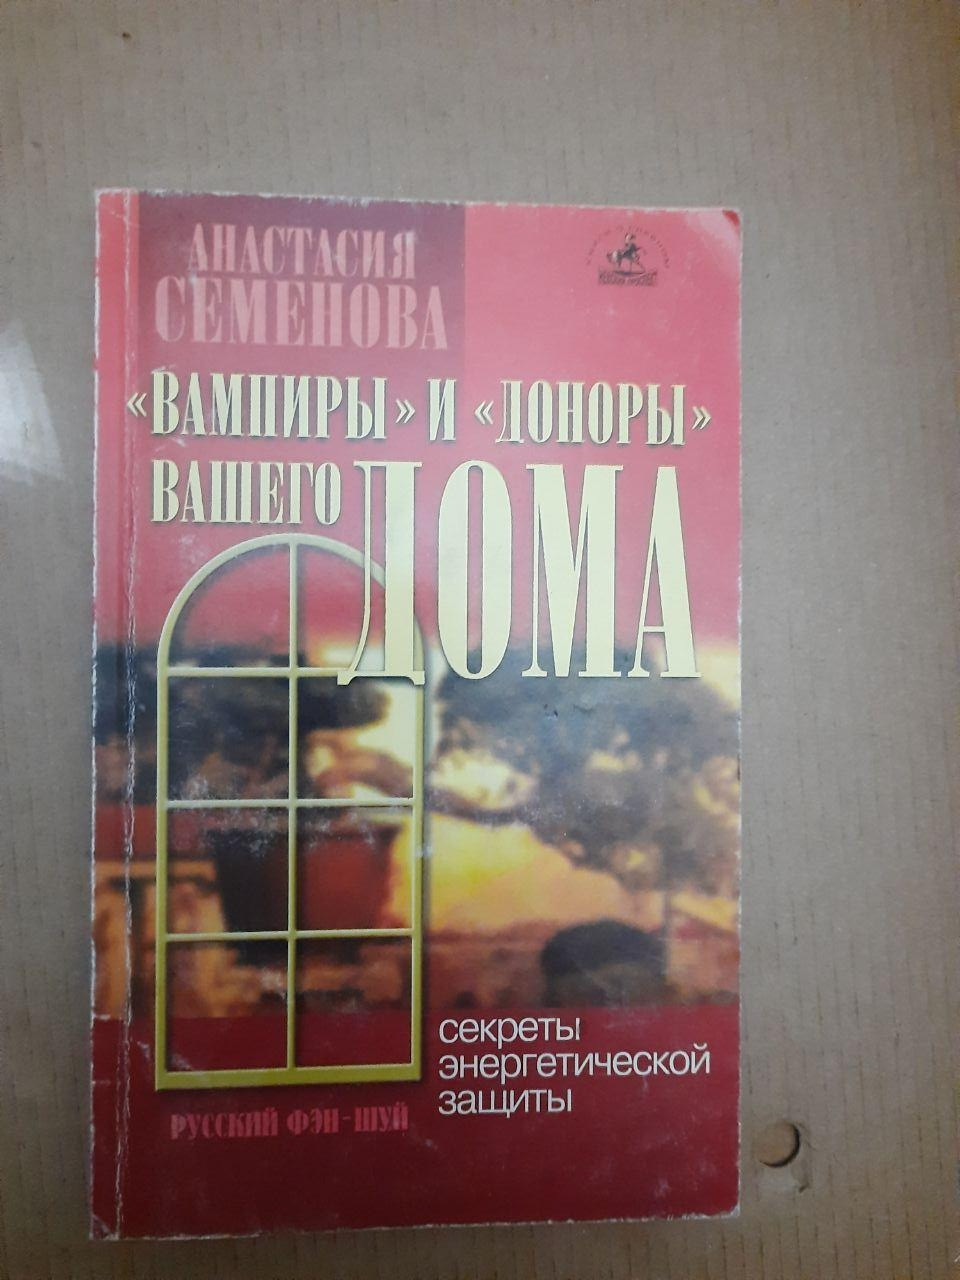 АНАСТАСИЯ
СЕМЕНОВА
«ВАМПИРЫ» И «ДОНОРЫ»
ВАШЕГО ДОМА
секреты
энергетической
защиты
РУССКИЙ ФЭН-ШУЙ